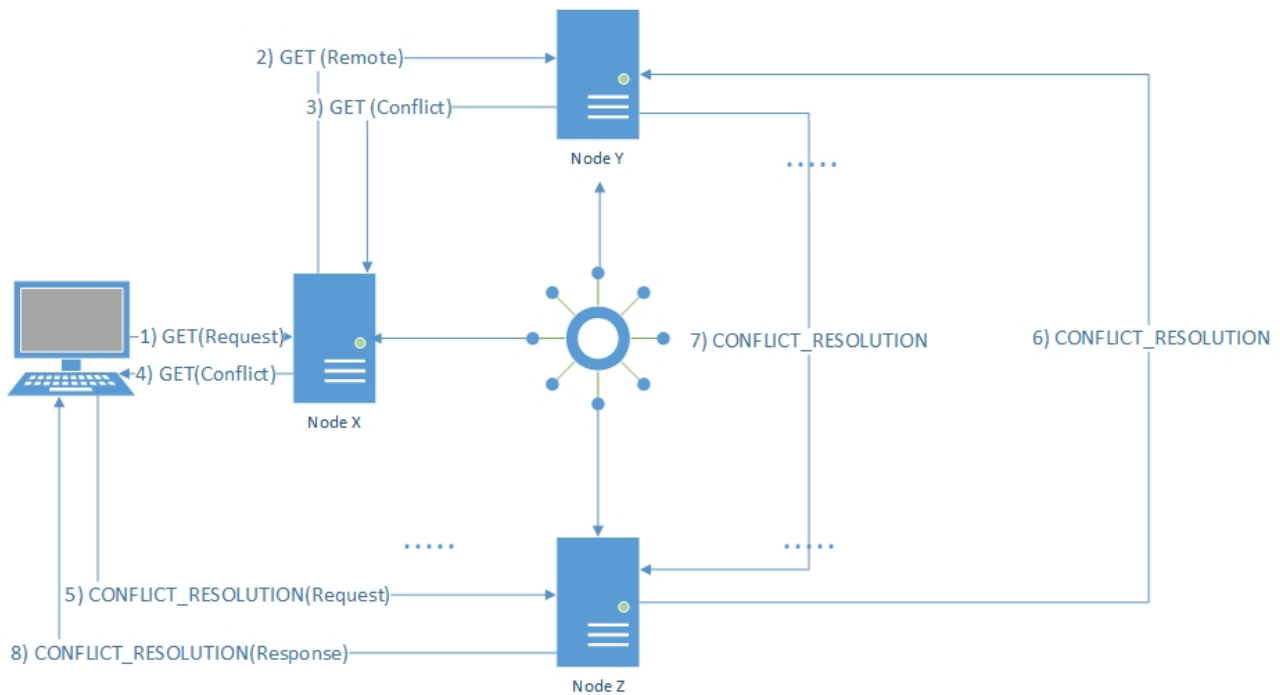 2) GET (Remote)
3) GET (Conflict)
Node Y
1) GET(Request)
7) CONFLICT_RESOLUTION
6) CONFLICT_RESOLUTION
4) GET(Conflict)
Node X
5) CONFLICT_RESOLUTION(Request)
8) CONFLICT_RESOLUTION(Response)
Node Z